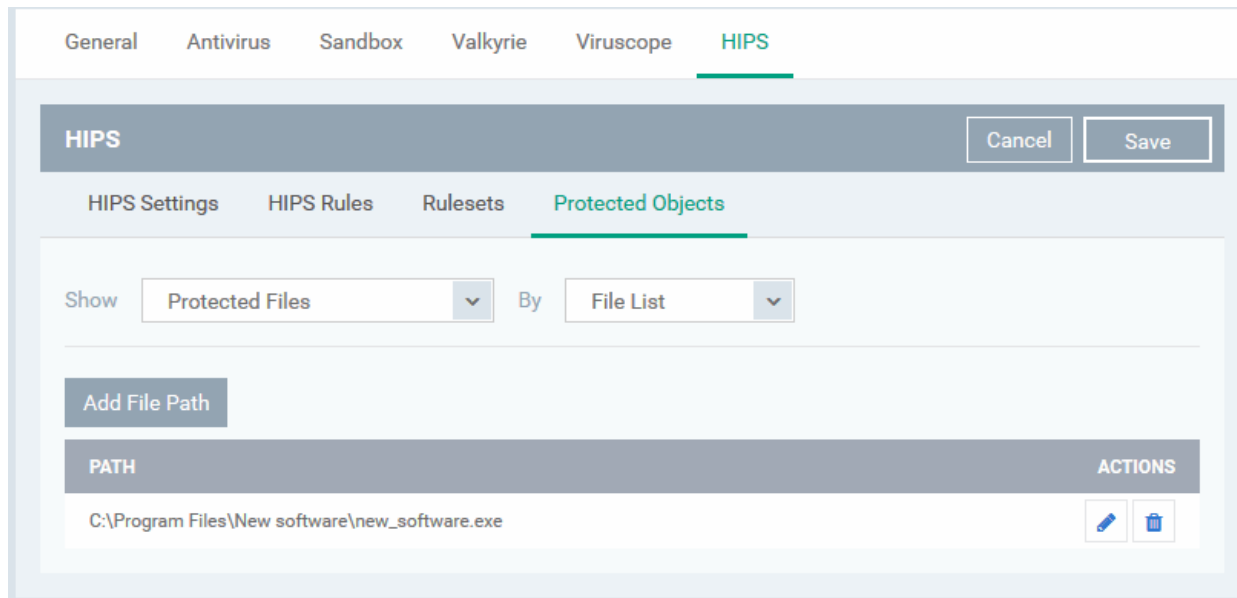 General Antivirus Sandbox Valkyrie Viruscope HIPS
HIPS Cancel Save
HIPS Settings HIPS Rules Rulesets Protected Objects
Show Protected Files By File List
Add File Path
PATH ACTIONS
C:\Program Files\New software\new_software.exe